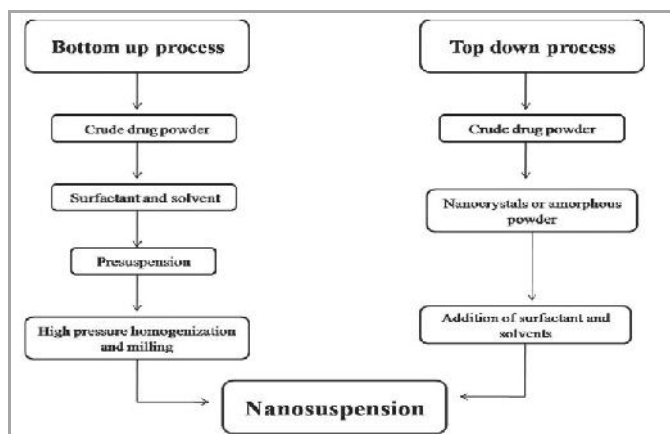 Bottom up process
Crude drug powder
Surfactant and solvent
Presuspension
High pressure homogenization
and milling
Top down process
Crude drug powder
Nanocrystals or amorphous
powder
Addition of surfactant and
solvents
Nanosuspension